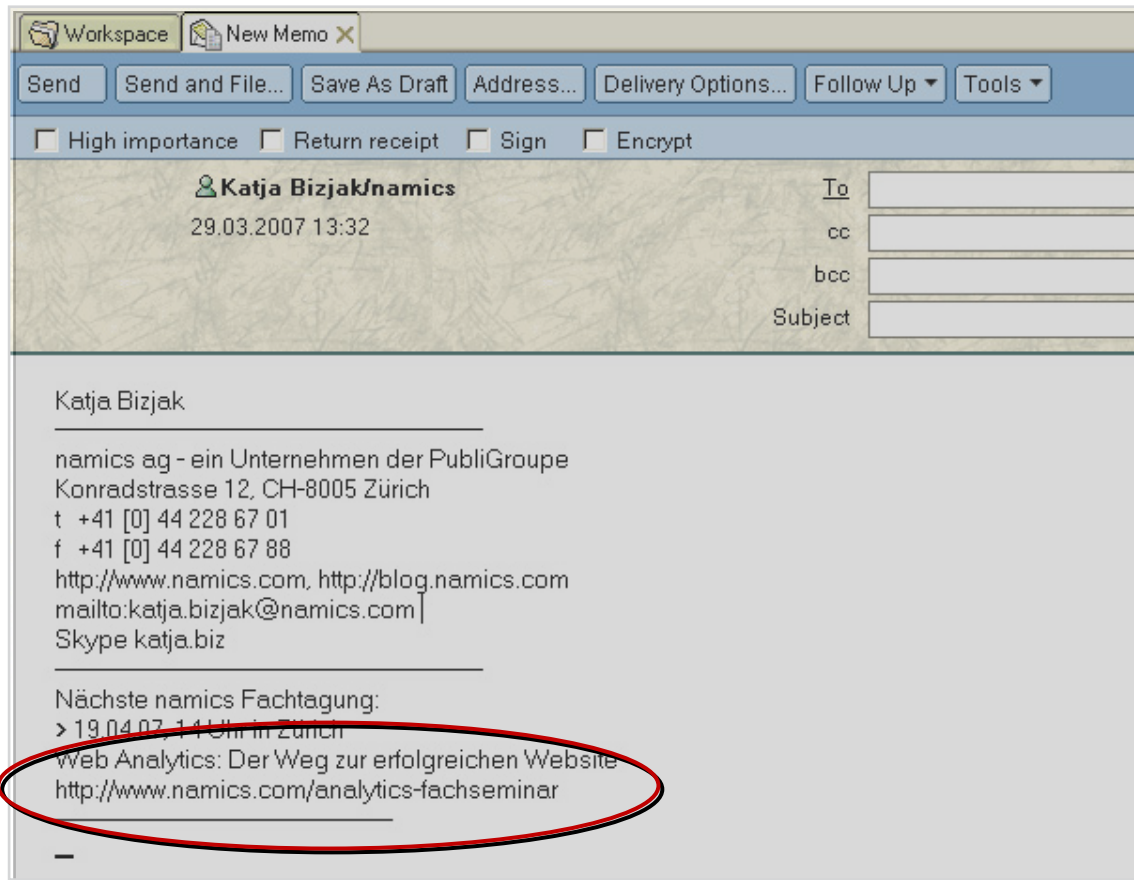 Workspace New Memo
Send Send and File... Save As Draft Address... Delivery Options... Follow Up Tools
High importance Return receipt Sign Encrypt
Katja Bizjak/namics
29.03.2007 13:32
To
cc
bcc
Subject
Katja Bizjak
namics ag - ein Unternehmen der PubliGroupe
Konradstrasse 12, CH-8005 Zürich
t +41 [0] 44 228 67 01
f +41 [0] 44 228 67 88
http://www.namics.com, http://blog.namics.com
mailto:katja.bizjak@namics.com
Skype katja.biz
Nächste namics Fachtagung:
> 19.04.07, 14 Uhr in Zürich
Web Analytics: Der Weg zur erfolgreichen Website
http://www.namics.com/analytics-fachseminar